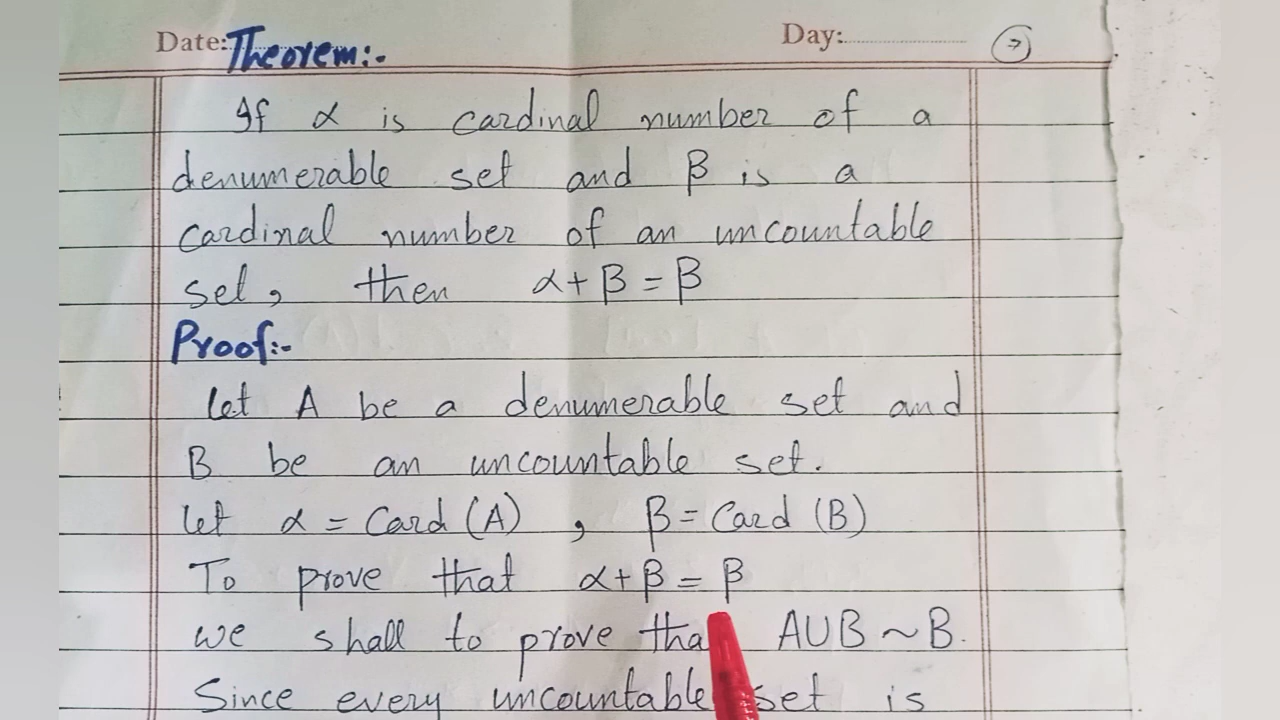 Date: Theorem:-
Day:
If α is cardinal number of a
denumerable set and β is a
cardinal number of an uncountable
set, then α+β=β
Proof:-
let A be a denumerable set and
B be an uncountable set.
let α = Card (A) , β = Card (B)
To prove that α+β=β
we shall to prove tha A∪B ~ B.
Since every uncountable set is